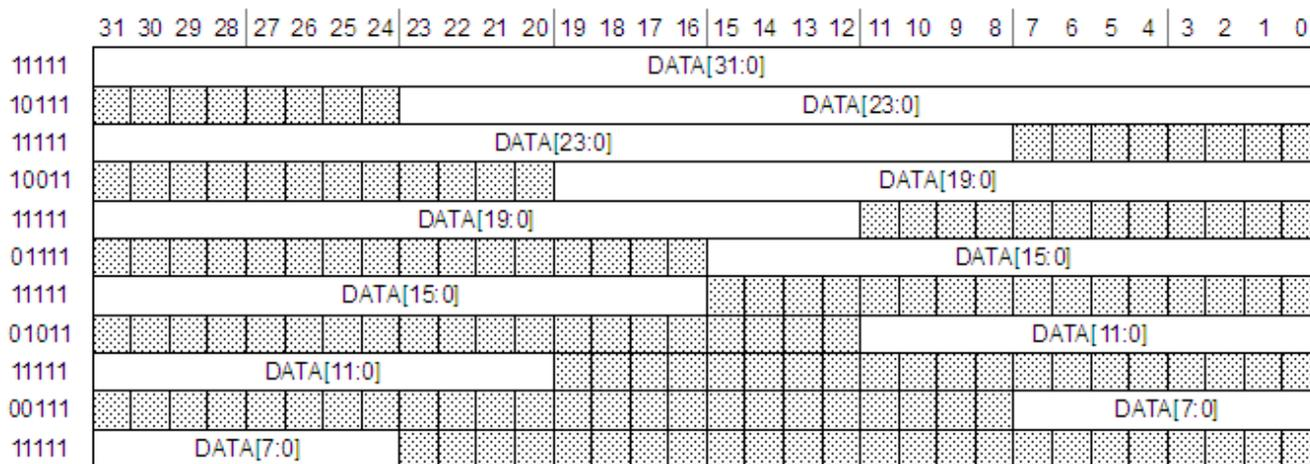 31 30 29 28 27 26 25 24 23 22 21 20 19 18 17 16 15 14 13 12 11 10 9 8 7 6 5 4 3 2 1 0
11111 DATA[31:0]
10111 DATA[23:0]
11111 DATA[23:0]
10011 DATA[19:0]
11111 DATA[19:0]
01111 DATA[15:0]
11111 DATA[15:0]
01011 DATA[11:0]
11111 DATA[11:0]
00111 DATA[7:0]
11111 DATA[7:0]